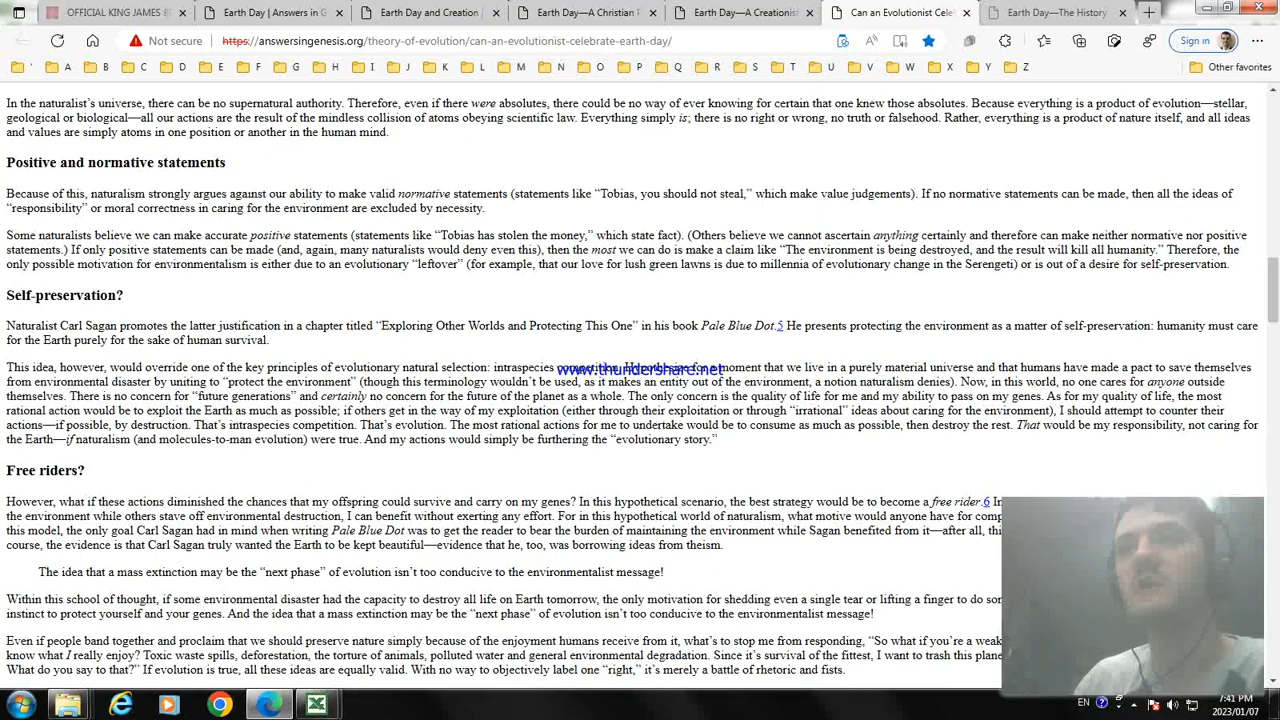 OFFICIAL KING JAMES
Earth Day | Answers in G
Earth Day and Creation |
Earth Day—A Christian P
Earth Day—A Creationis
Can an Evolutionist Cele
Earth Day—The History
Not secure
https://answersingenesis.org/theory-of-evolution/can-an-evolutionist-celebrate-earth-day/
Sign in
' A B C D E F G H I J K L M N O P Q R S T U V W X Y Z Other favorites
In the naturalist's universe, there can be no supernatural authority. Therefore, even if there were absolutes, there could be no way of ever knowing for certain that one knew those absolutes. Because everything is a product of evolution—stellar,
geological or biological—all our actions are the result of the mindless collision of atoms obeying scientific law. Everything simply is; there is no right or wrong, no truth or falsehood. Rather, everything is a product of nature itself, and all ideas
and values are simply atoms in one position or another in the human mind.
Positive and normative statements
Because of this, naturalism strongly argues against our ability to make valid normative statements (statements like “Tobias, you should not steal,” which make value judgements). If no normative statements can be made, then all the ideas of
“responsibility” or moral correctness in caring for the environment are excluded by necessity.
Some naturalists believe we can make accurate positive statements (statements like “Tobias has stolen the money,” which state fact). (Others believe we cannot ascertain anything certainly and therefore can make neither normative nor positive
statements.) If only positive statements can be made (and, again, many naturalists would deny even this), then the most we can do is make a claim like “The environment is being destroyed, and the result will kill all humanity.” Therefore, the
only possible motivation for environmentalism is either due to an evolutionary “leftover” (for example, that our love for lush green lawns is due to millennia of evolutionary change in the Serengeti) or is out of a desire for self-preservation.
Self-preservation?
Naturalist Carl Sagan promotes the latter justification in a chapter titled “Exploring Other Worlds and Protecting This One” in his book Pale Blue Dot.5 He presents protecting the environment as a matter of self-preservation: humanity must care
for the Earth purely for the sake of human survival.
This idea, however, would override one of the key principles of evolutionary natural selection: intraspecies competition. Hypothesize for a moment that we live in a purely material universe and that humans have made a pact to save themselves
www.thundershare.net
from environmental disaster by uniting to “protect the environment” (though this terminology wouldn't be used, as it makes an entity out of the environment, a notion naturalism denies). Now, in this world, no one cares for anyone outside
themselves. There is no concern for “future generations” and certainly no concern for the future of the planet as a whole. The only concern is the quality of life for me and my ability to pass on my genes. As for my quality of life, the most
rational action would be to exploit the Earth as much as possible; if others get in the way of my exploitation (either through their exploitation or through “irrational” ideas about caring for the environment), I should attempt to counter their
actions—if possible, by destruction. That's intraspecies competition. That's evolution. The most rational actions for me to undertake would be to consume as much as possible, then destroy the rest. That would be my responsibility, not caring for
the Earth—if naturalism (and molecules-to-man evolution) were true. And my actions would simply be furthering the “evolutionary story.”
Free riders?
However, what if these actions diminished the chances that my offspring could survive and carry on my genes? In this hypothetical scenario, the best strategy would be to become a free rider.6 In
the environment while others stave off environmental destruction, I can benefit without exerting any effort. For in this hypothetical world of naturalism, what motive would anyone have for comp
this model, the only goal Carl Sagan had in mind when writing Pale Blue Dot was to get the reader to bear the burden of maintaining the environment while Sagan benefited from it—after all, thi
course, the evidence is that Carl Sagan truly wanted the Earth to be kept beautiful—evidence that he, too, was borrowing ideas from theism.
The idea that a mass extinction may be the “next phase” of evolution isn't too conducive to the environmentalist message!
Within this school of thought, if some environmental disaster had the capacity to destroy all life on Earth tomorrow, the only motivation for shedding even a single tear or lifting a finger to do son
instinct to protect yourself and your genes. And the idea that a mass extinction may be the “next phase” of evolution isn't too conducive to the environmentalist message!
Even if people band together and proclaim that we should preserve nature simply because of the enjoyment humans receive from it, what's to stop me from responding, “So what if you're a weak
know what I really enjoy? Toxic waste spills, deforestation, the torture of animals, polluted water and general environmental degradation. Since it's survival of the fittest, I want to trash this plane
What do you say to that?” If evolution is true, all these ideas are equally valid. With no way to objectively label one “right,” it's merely a battle of rhetoric and fists.
EN
7:41 PM
2023/01/07